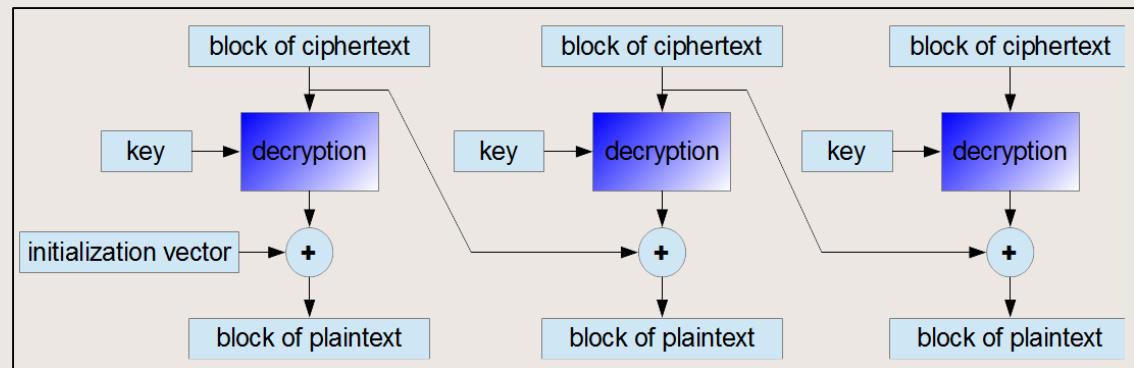 block of ciphertext block of ciphertext block of ciphertext
key decryption key decryption key decryption
initialization vector + + +
block of plaintext block of plaintext block of plaintext